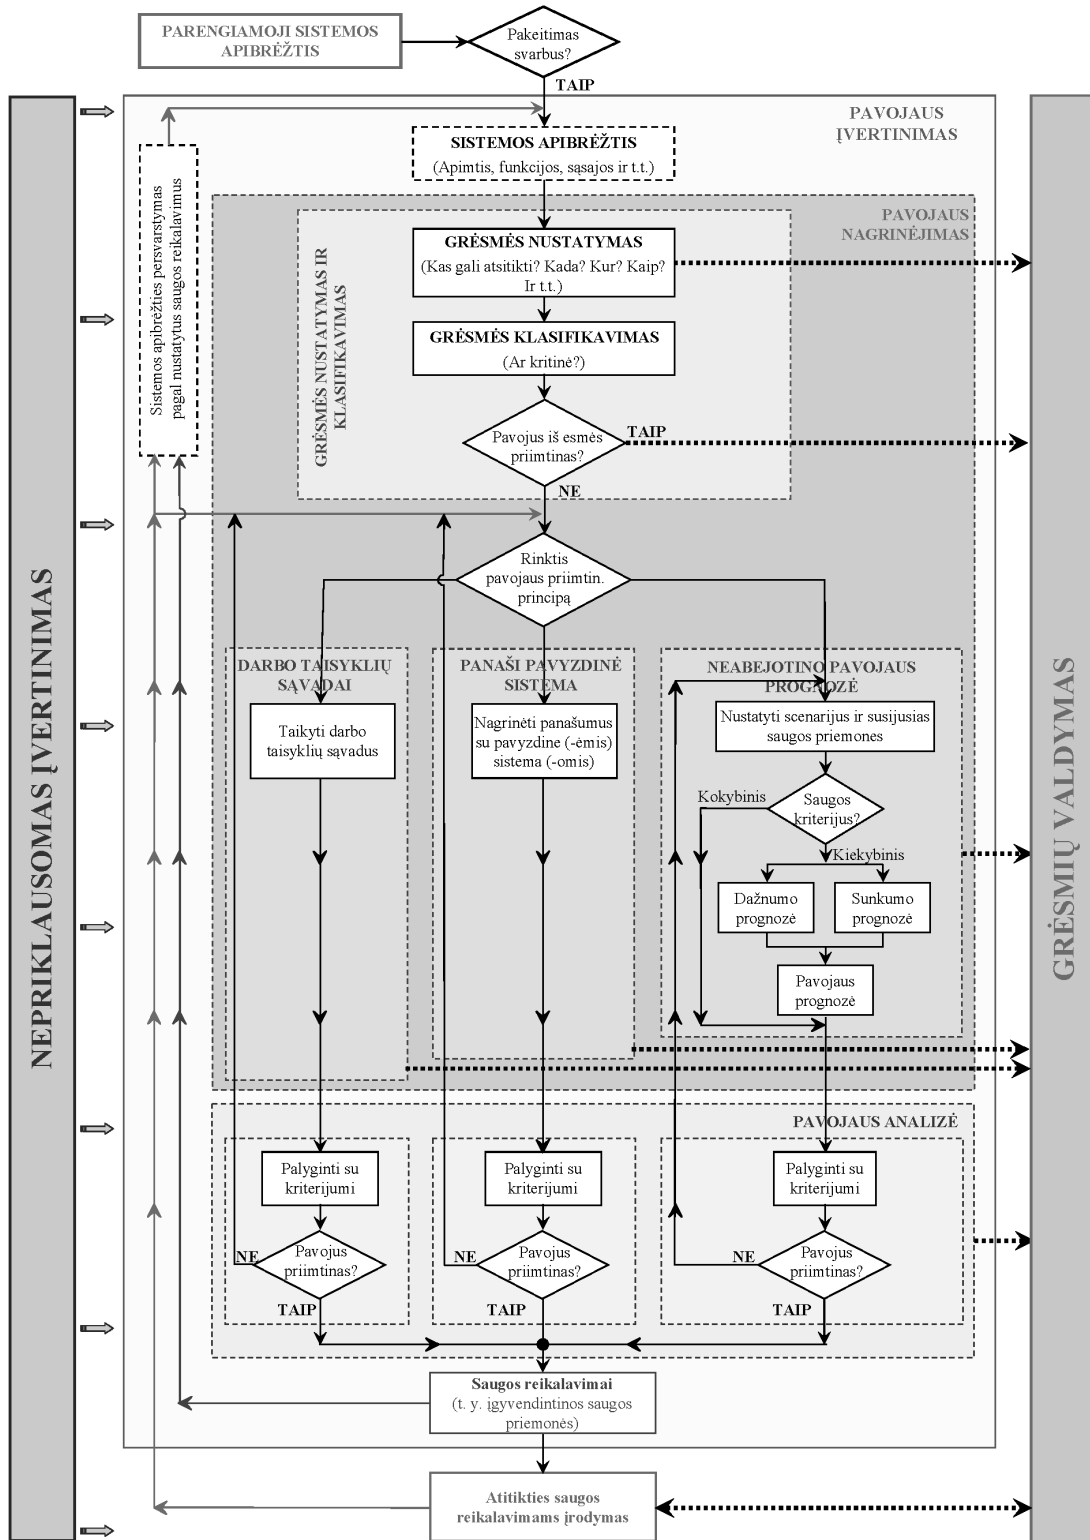 PARENGIAMOJI SISTEMOS
APIBRĖŽTIS
Pakeitimas
svarbus?
TAIP
PAVOJAUS
ĮVERTINIMAS
SISTEMOS APIBRĖŽTIS
(Apimtis, funkcijos, sąsajos ir t.t.)
Sistemos apibrėžties persvarstymas
pagal nustatytus saugos reikalavimus
PAVOJAUS
NAGRINĖJIMAS
GRĖSMĖS NUSTATYMAS IR
KLASIFIKAVIMAS
GRĖSMĖS NUSTATYMAS
(Kas gali atsitikti? Kada? Kur? Kaip?
Ir t.t.)
GRĖSMĖS KLASIFIKAVIMAS
(Ar kritinė?)
Pavojus iš esmės
priimtinas?
TAIP
NE
Rinktis
pavojaus priimtin.
principą
NEPRIKLAUSOMAS ĮVERTINIMAS
GRĖSMIŲ VALDYMAS
DARBO TAISYKLIŲ
SĄVADAI
Taikyti darbo
taisyklių sąvadus
PANAŠI PAVYZDINĖ
SISTEMA
Nagrinėti panašumus
su pavyzdine (-ėmis)
sistema (-omis)
NEABEJOTINO PAVOJAUS
PROGNOZĖ
Nustatyti scenarijus ir susijusias
saugos priemones
Kokybinis
Saugos
kriterijus?
Kiekybinis
Dažnumo
prognozė
Sunkumo
prognozė
Pavojaus
prognozė
PAVOJAUS ANALIZĖ
Palyginti su
kriterijumi
Palyginti su
kriterijumi
Palyginti su
kriterijumi
NE
Pavojus
priimtinas?
NE
Pavojus
priimtinas?
NE
Pavojus
priimtinas?
TAIP
TAIP
TAIP
Saugos reikalavimai
(t. y. įgyvendintinos saugos
priemonės)
Atitikties saugos
reikalavimams įrodymas